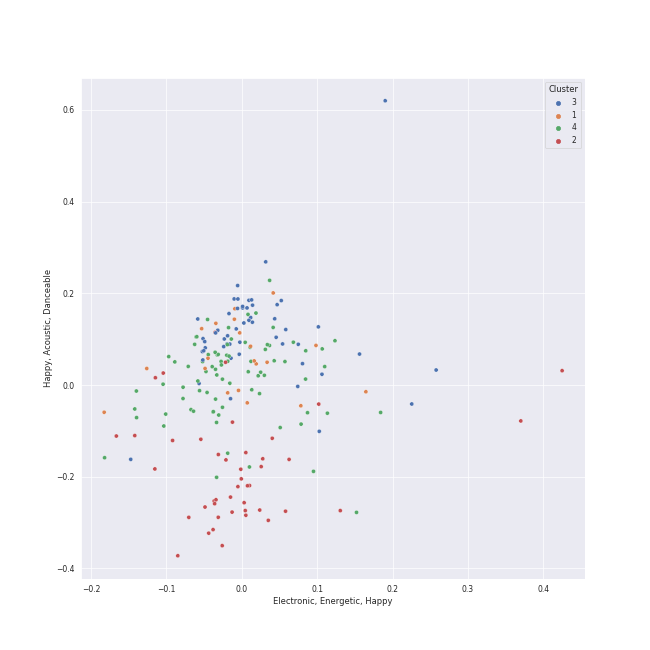 Cluster
3
1
4
2
0.6
0.4
0.2
0.0
−0.2
−0.4
Happy, Acoustic, Danceable
−0.2 −0.1 0.0 0.1 0.2 0.3 0.4
Electronic, Energetic, Happy